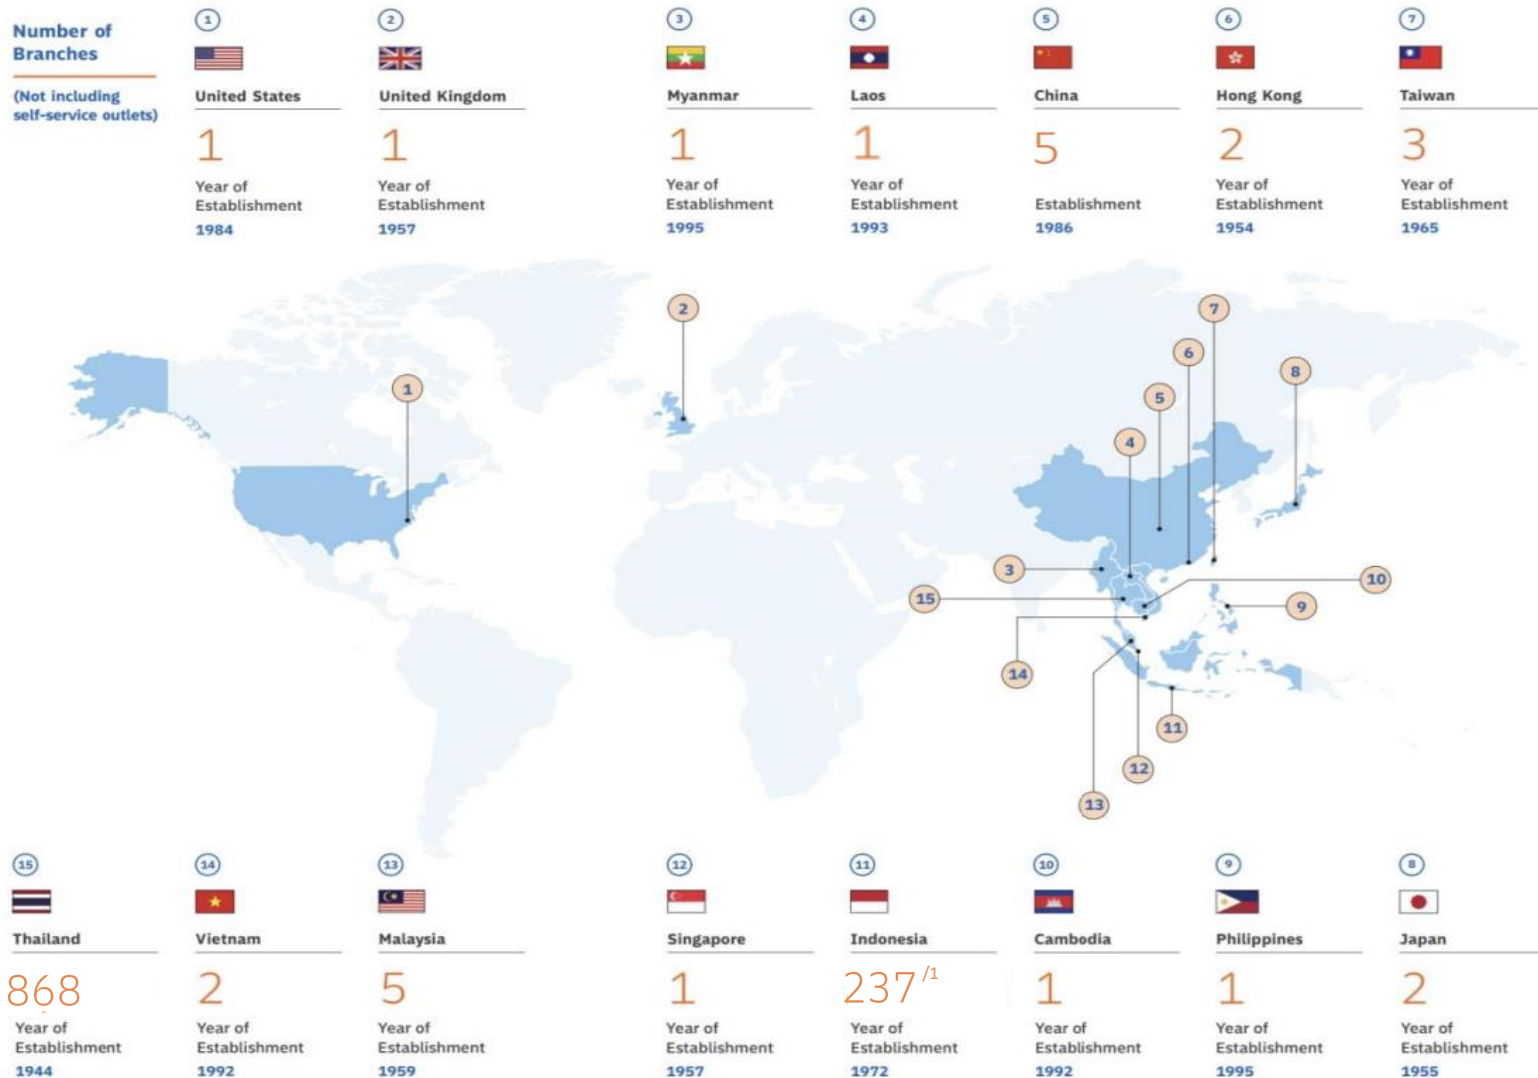 Number of
Branches
(Not including
self-service outlets)
1
United States
1
Year of
Establishment
1984
2
United Kingdom
1
Year of
Establishment
1957
3
Myanmar
1
Year of
Establishment
1995
4
Laos
1
Year of
Establishment
1993
5
China
5
Establishment
1986
6
Hong Kong
2
Year of
Establishment
1954
7
Taiwan
3
Year of
Establishment
1965
2
7
6
8
1
5
4
3
10
15
9
14
11
12
13
15
Thailand
868
Year of
Establishment
1944
14
Vietnam
2
Year of
Establishment
1992
13
Malaysia
5
Year of
Establishment
1959
12
Singapore
1
Year of
Establishment
1957
11
Indonesia
237 /1
Year of
Establishment
1972
10
Cambodia
1
Year of
Establishment
1992
9
Philippines
1
Year of
Establishment
1995
8
Japan
2
Year of
Establishment
1955